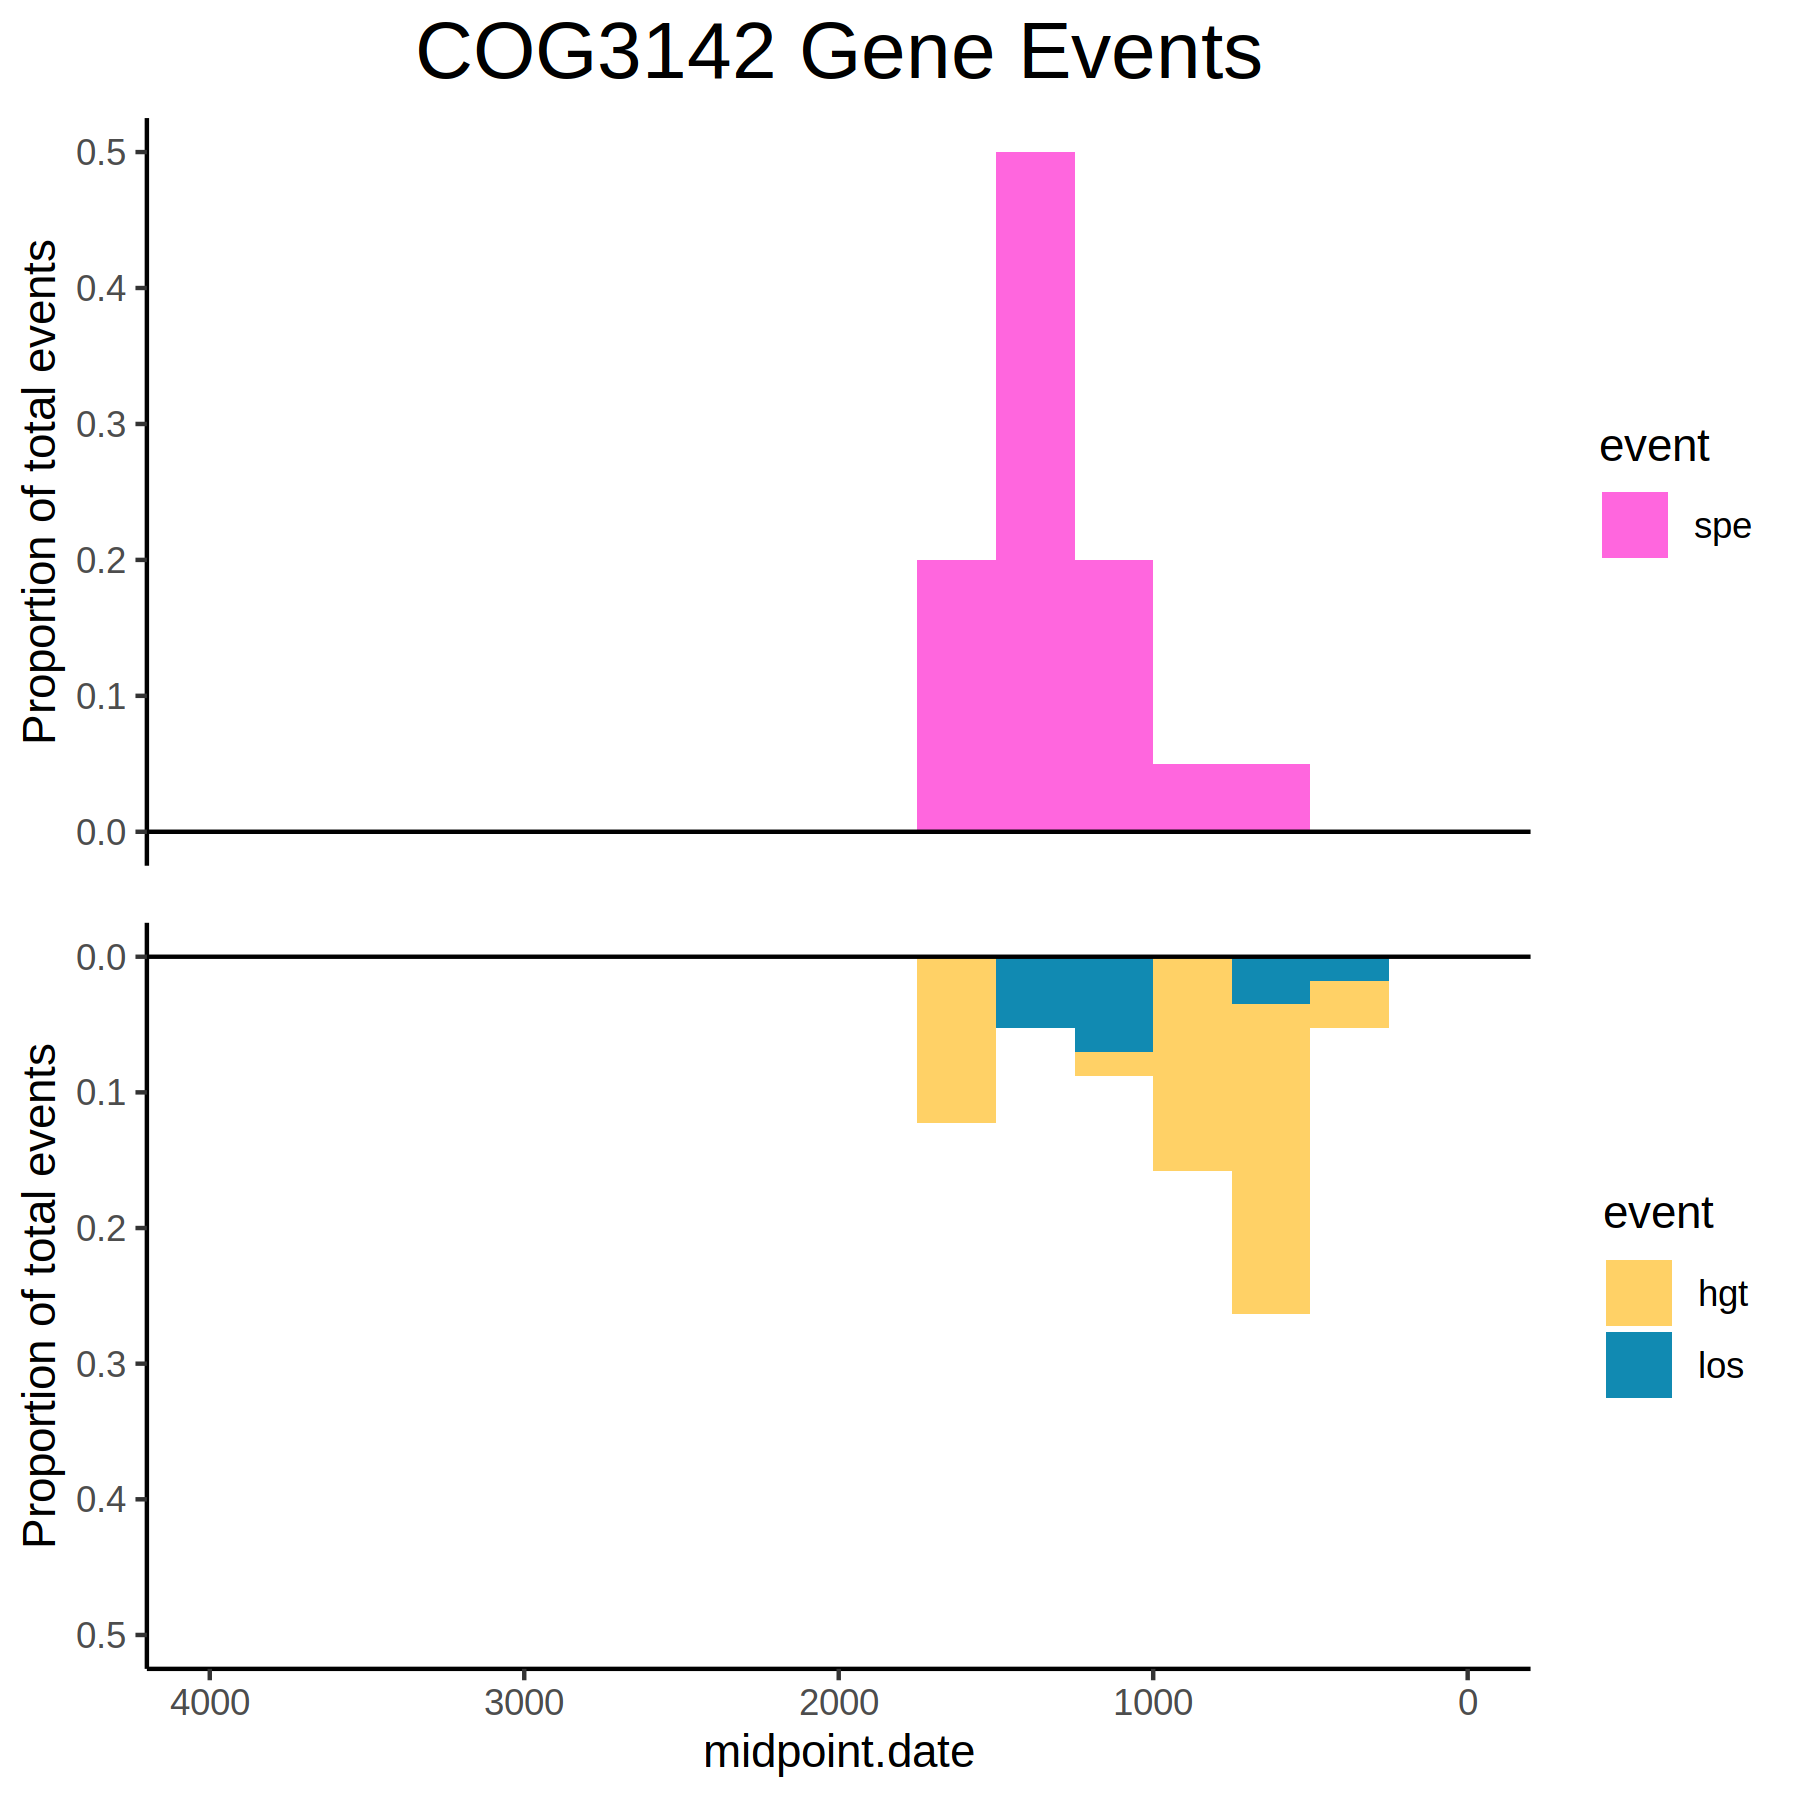 COG3142 Gene Events
Proportion of total events
0.5
0.4
0.3
0.2
0.1
0.0
event
spe
Proportion of total events
0.0
0.1
0.2
0.3
0.4
0.5
event
hgt
los
4000 3000 2000 1000 0
midpoint.date